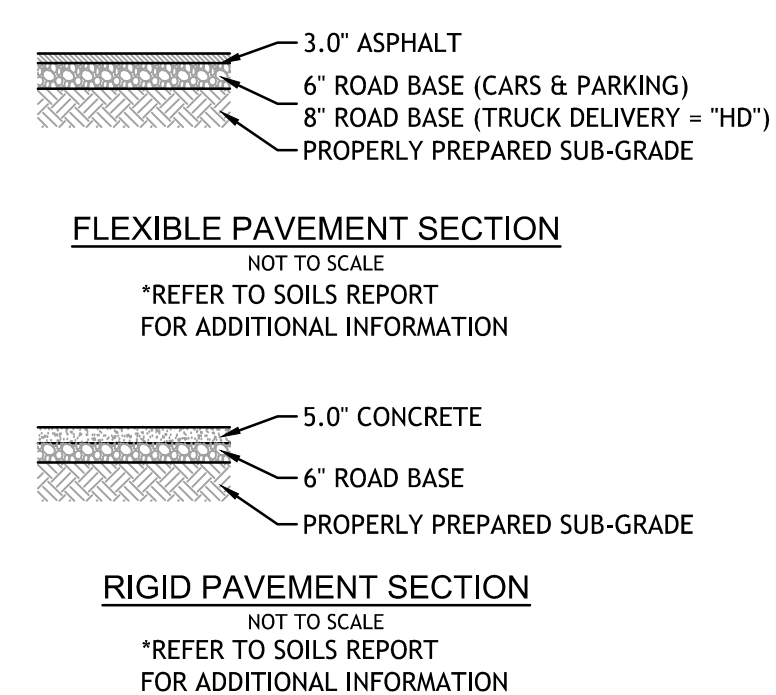 3.0" ASPHALT
6" ROAD BASE (CARS & PARKING)
8" ROAD BASE (TRUCK DELIVERY = "HD")
PROPERLY PREPARED SUB-GRADE
FLEXIBLE PAVEMENT SECTION
NOT TO SCALE
*REFER TO SOILS REPORT
FOR ADDITIONAL INFORMATION
5.0" CONCRETE
6" ROAD BASE
PROPERLY PREPARED SUB-GRADE
RIGID PAVEMENT SECTION
NOT TO SCALE
*REFER TO SOILS REPORT
FOR ADDITIONAL INFORMATION